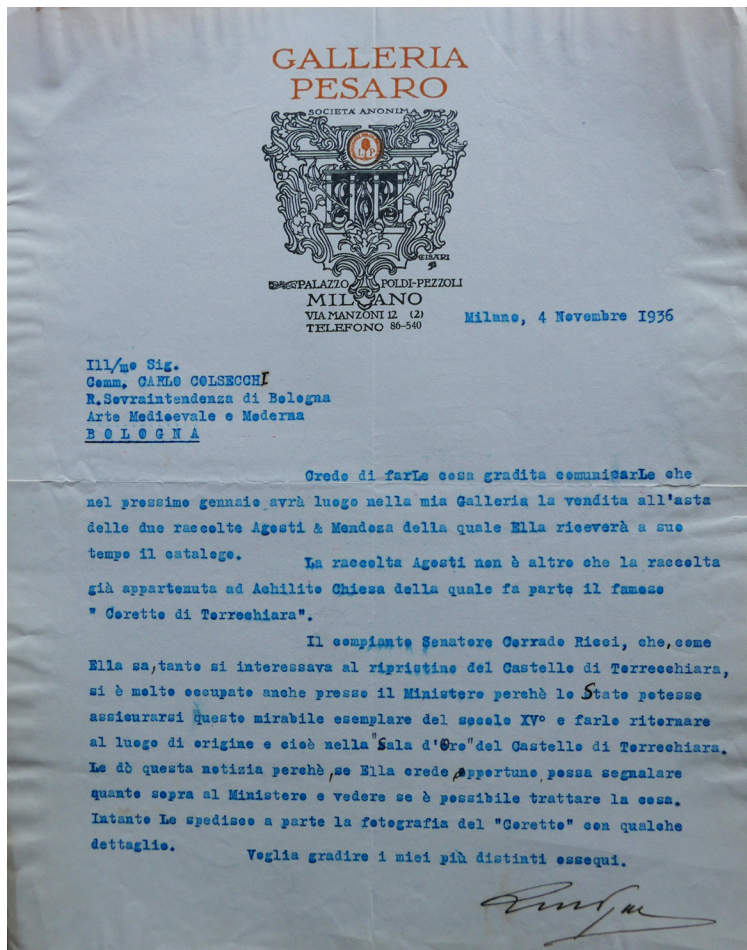 GALLERIA
PESARO
SOCIETA' ANONIMA
L P
CISARI
PALAZZO POLDI-PEZZOLI
MILANO
VIA MANZONI 12 (2)
TELEFONO 86-540
Milano, 4 Novembre 1936
Ill/mo Sig.
Comm. CARLO COLSECCHI
R.Sovraintendenza di Bologna
Arte Medioevale e Moderna
BOLOGNA
Credo di farLe cosa gradita comunicarLe che
nel prossimo gennaio avrà luogo nella mia Galleria la vendita all'asta
delle due raccolte Agosti & Mendoza della quale Ella riceverà a suo
tempo il catalogo.
La raccolta Agosti non è altro che la raccolta
già appartenuta ad Achilito Chiesa della quale fa parte il famoso
" Coretto di Torrechiara".
Il compianto Senatore Corrado Ricci, che, come
Ella sa, tanto si interessava al ripristino del Castello di Torrecchiara,
si è molto occupato anche presso il Ministero perchè lo Stato potesse
assicurarsi questo mirabile esemplare del secolo XV° e farlo ritornare
al luogo di origine e cioè nella "Sala d'Oro" del Castello di Torrechiara.
Le dò questa notizia perchè, se Ella crede opportuno, possa segnalare
quanto sopra al Ministero e vedere se è possibile trattare la cosa.
Intanto Le spedisco a parte la fotografia del "Coretto" con qualche
dettaglio.
Voglia gradire i miei più distinti ossequi.